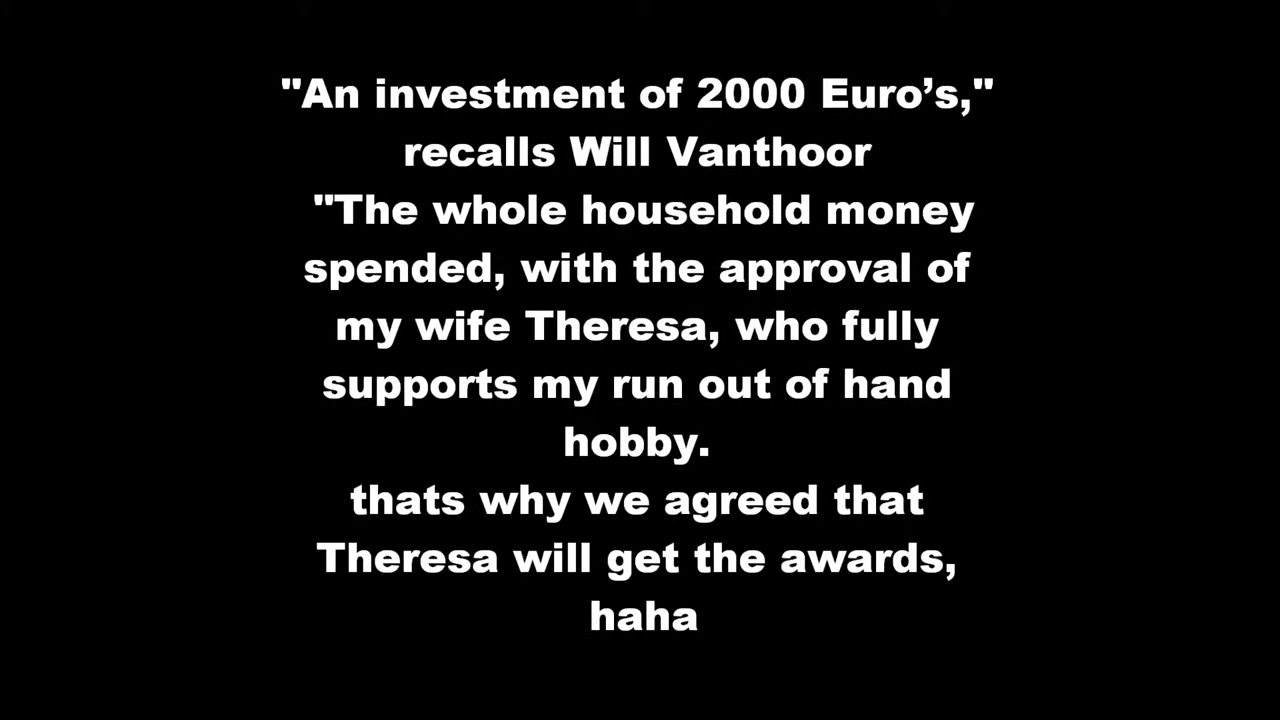 "An investment of 2000 Euro’s,"
recalls Will Vanthoor
"The whole household money
spended, with the approval of
my wife Theresa, who fully
supports my run out of hand
hobby.
thats why we agreed that
Theresa will get the awards,
haha